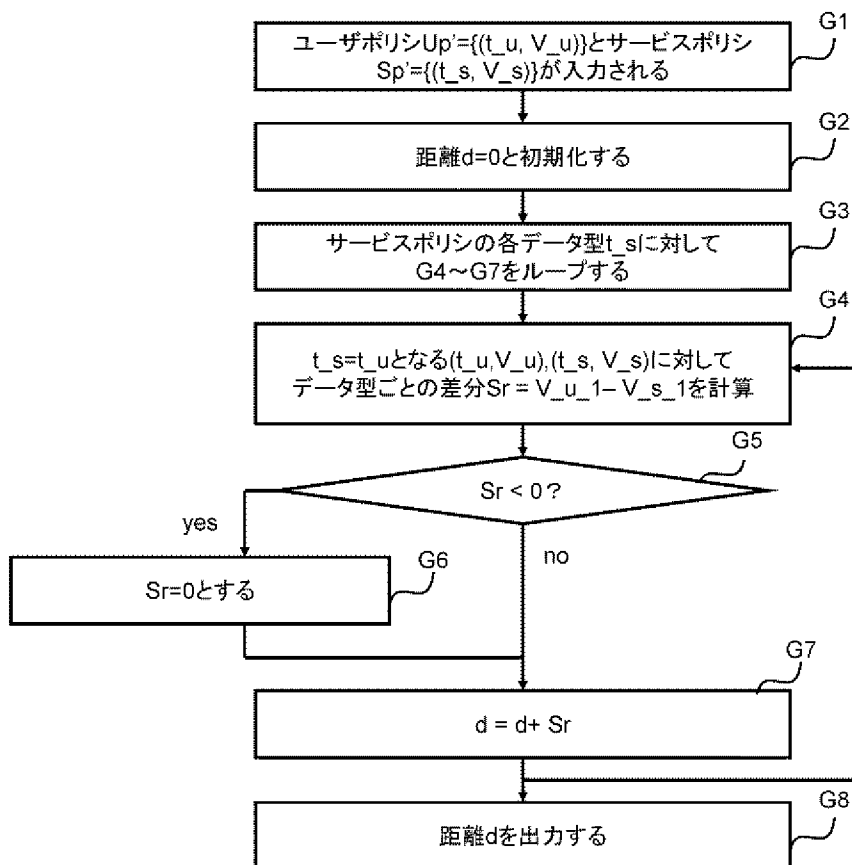 G1
ユーザポリシUp'={(t_u, V_u)}とサービスポリシ
Sp'={(t_s, V_s)}が入力される
G2
距離d=0と初期化する
G3
サービスポリシの各データ型t_sに対して
G4～G7をループする
G4
t_s=t_uとなる(t_u,V_u),(t_s, V_s)に対して
データ型ごとの差分Sr = V_u_1– V_s_1を計算
G5
Sr < 0？
yes
no
G6
Sr=0とする
G7
d = d+ Sr
G8
距離dを出力する